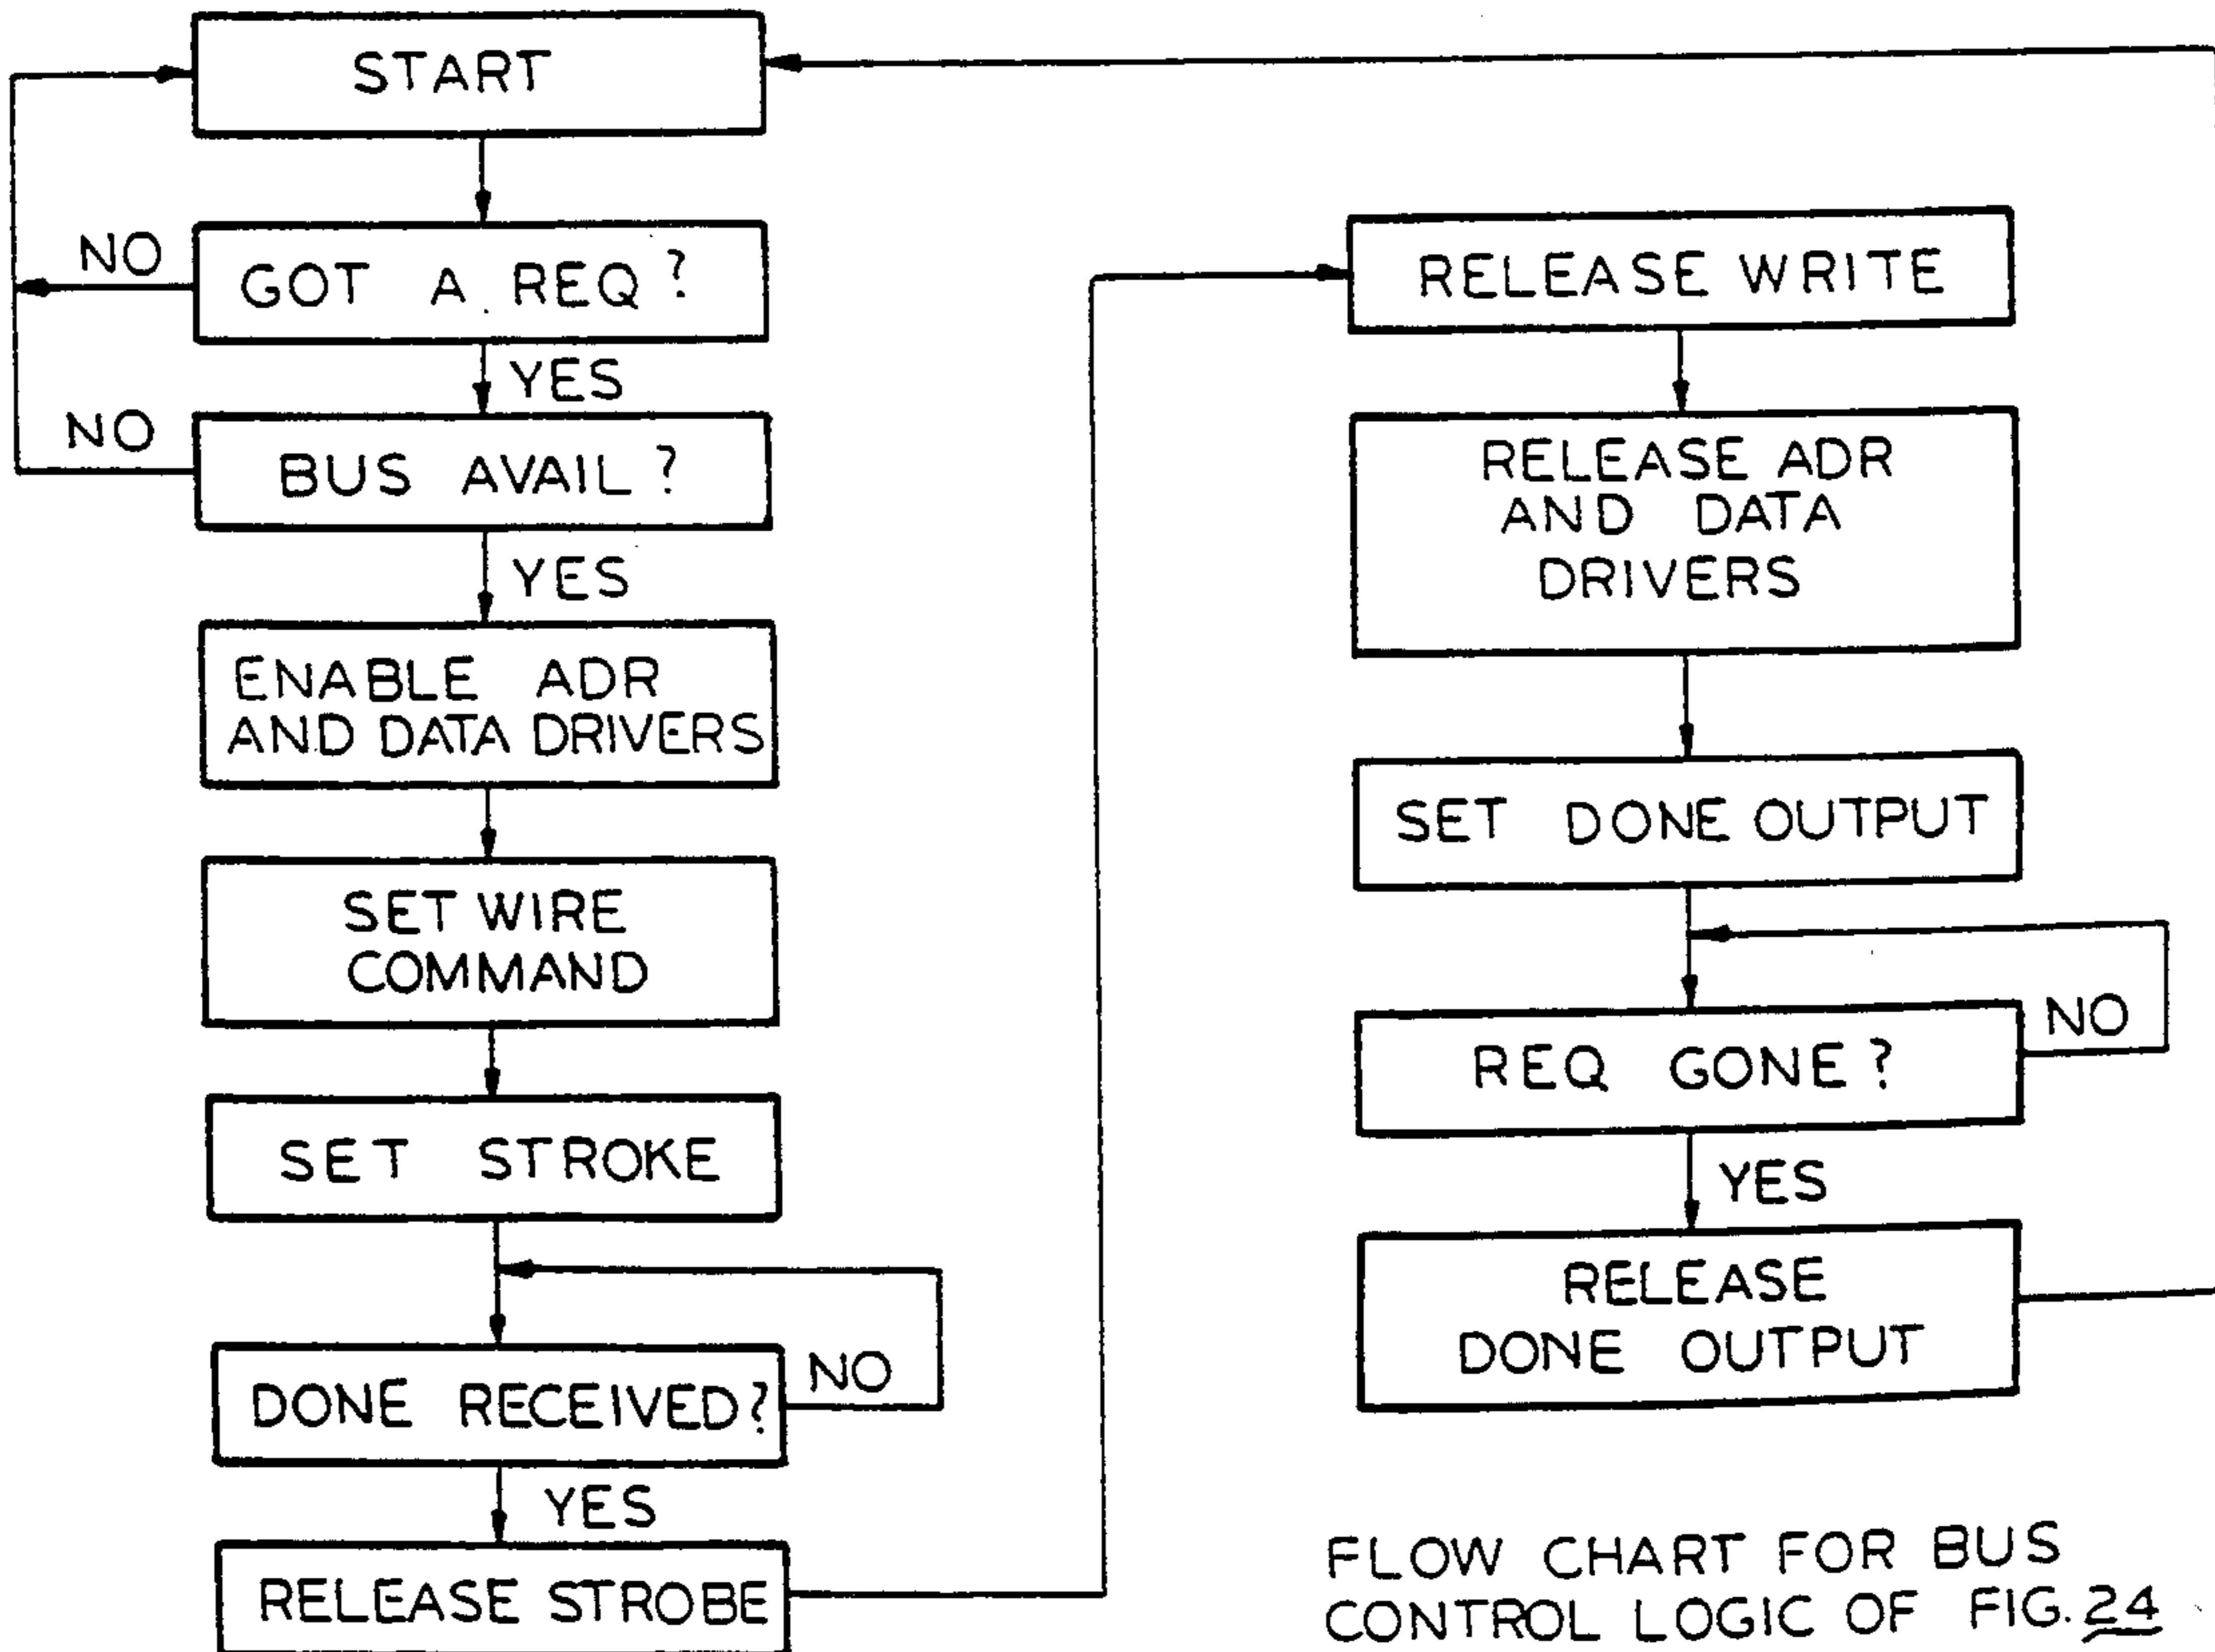 START
NO
GOT A REQ?
YES
NO
BUS AVAIL?
YES
ENABLE ADR
AND DATA DRIVERS
SET WIRE
COMMAND
SET STROKE
DONE RECEIVED?
NO
YES
RELEASE STROBE
RELEASE WRITE
RELEASE ADR
AND DATA
DRIVERS
SET DONE OUTPUT
REQ GONE?
NO
YES
RELEASE
DONE OUTPUT
FLOW CHART FOR BUS
CONTROL LOGIC OF FIG. 24